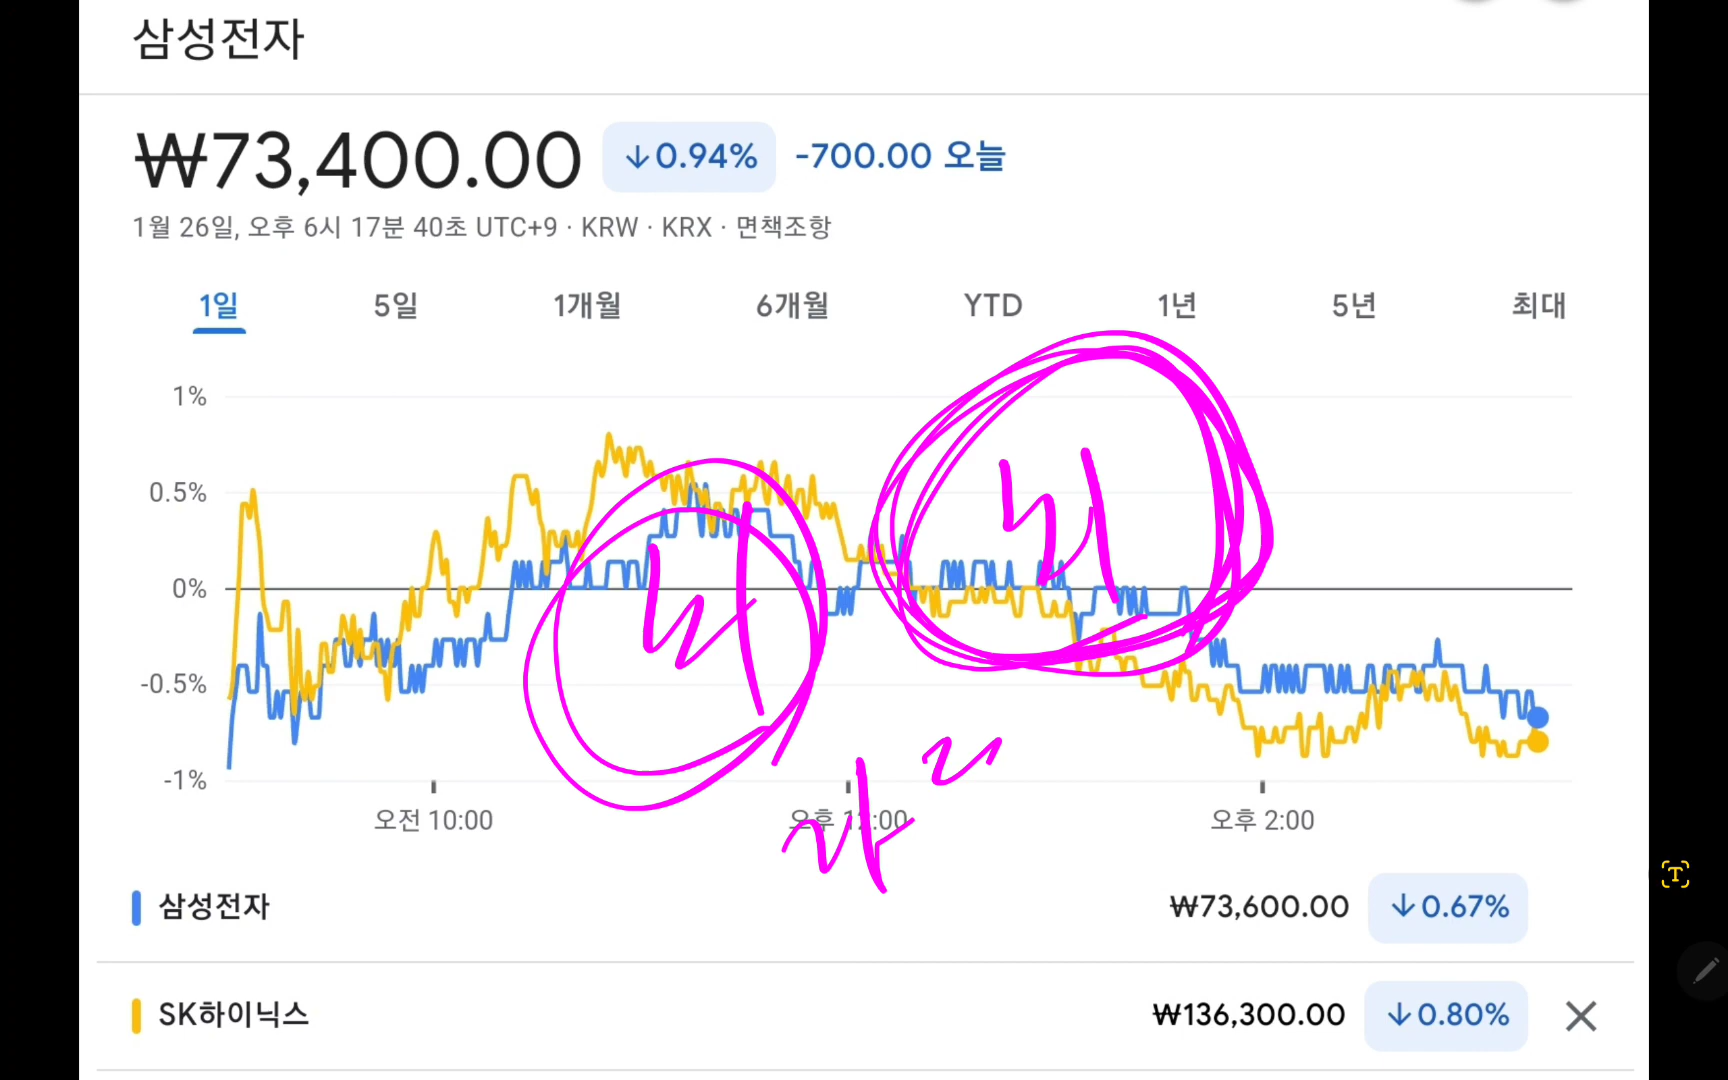 삼성전자
₩73,400.00 ↓0.94% -700.00 오늘
1월 26일, 오후 6시 17분 40초 UTC+9 · KRW · KRX · 면책조항
1일 5일 1개월 6개월 YTD 1년 5년 최대
1%
0.5%
0%
-0.5%
-1%
오전 10:00 오후 12:00 오후 2:00
삼성전자 ₩73,600.00 ↓0.67%
SK하이닉스 ₩136,300.00 ↓0.80%